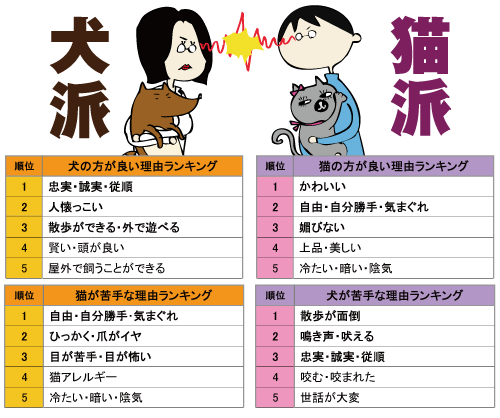 犬派
猫派
順位 犬の方が良い理由ランキング
1 忠実・誠実・従順
2 人懐っこい
3 散歩ができる・外で遊べる
4 賢い・頭が良い
5 屋外で飼うことができる
順位 猫の方が良い理由ランキング
1 かわいい
2 自由・自分勝手・気まぐれ
3 媚びない
4 上品・美しい
5 冷たい・暗い・陰気
順位 猫が苦手な理由ランキング
1 自由・自分勝手・気まぐれ
2 ひっかく・爪がイヤ
3 目が苦手・目が怖い
4 猫アレルギー
5 冷たい・暗い・陰気
順位 犬が苦手な理由ランキング
1 散歩が面倒
2 鳴き声・吠える
3 忠実・誠実・従順
4 咬む・咬まれた
5 世話が大変